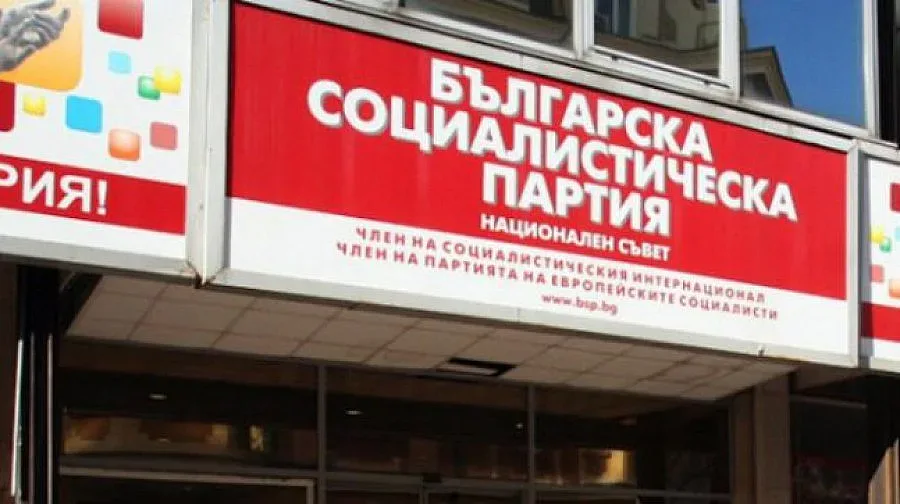 РИЯ!
БЪЛГАРСКА
СОЦИАЛИСТИЧЕСКА
ПАРТИЯ
НАЦИОНАЛЕН СЪВЕТ
ЧЛЕН НА СОЦИАЛИСТИЧЕСКИЯ ИНТЕРНАЦИОНАЛ
ЧЛЕН НА ПАРТИЯТА НА ЕВРОПЕЙСКИТЕ СОЦИАЛИСТИ
www.bsp.bg